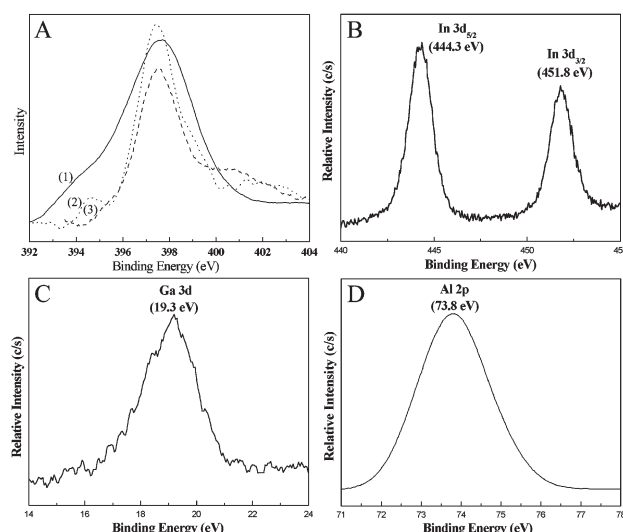 A
Intensity
(1)
(2)
(3)
392 394 396 398 400 402 404
Binding Energy (eV)
B
In 3d5/2
(444.3 eV)
In 3d3/2
(451.8 eV)
Relative Intensity (c/s)
440 445 450 45
Binding Energy (eV)
C
Ga 3d
(19.3 eV)
Relative Intensity (c/s)
14 16 18 20 22 24
Binding Energy (eV)
D
Al 2p
(73.8 eV)
Relative Intensity (c/s)
71 72 73 74 75 76 77 78
Binding Energy (eV)